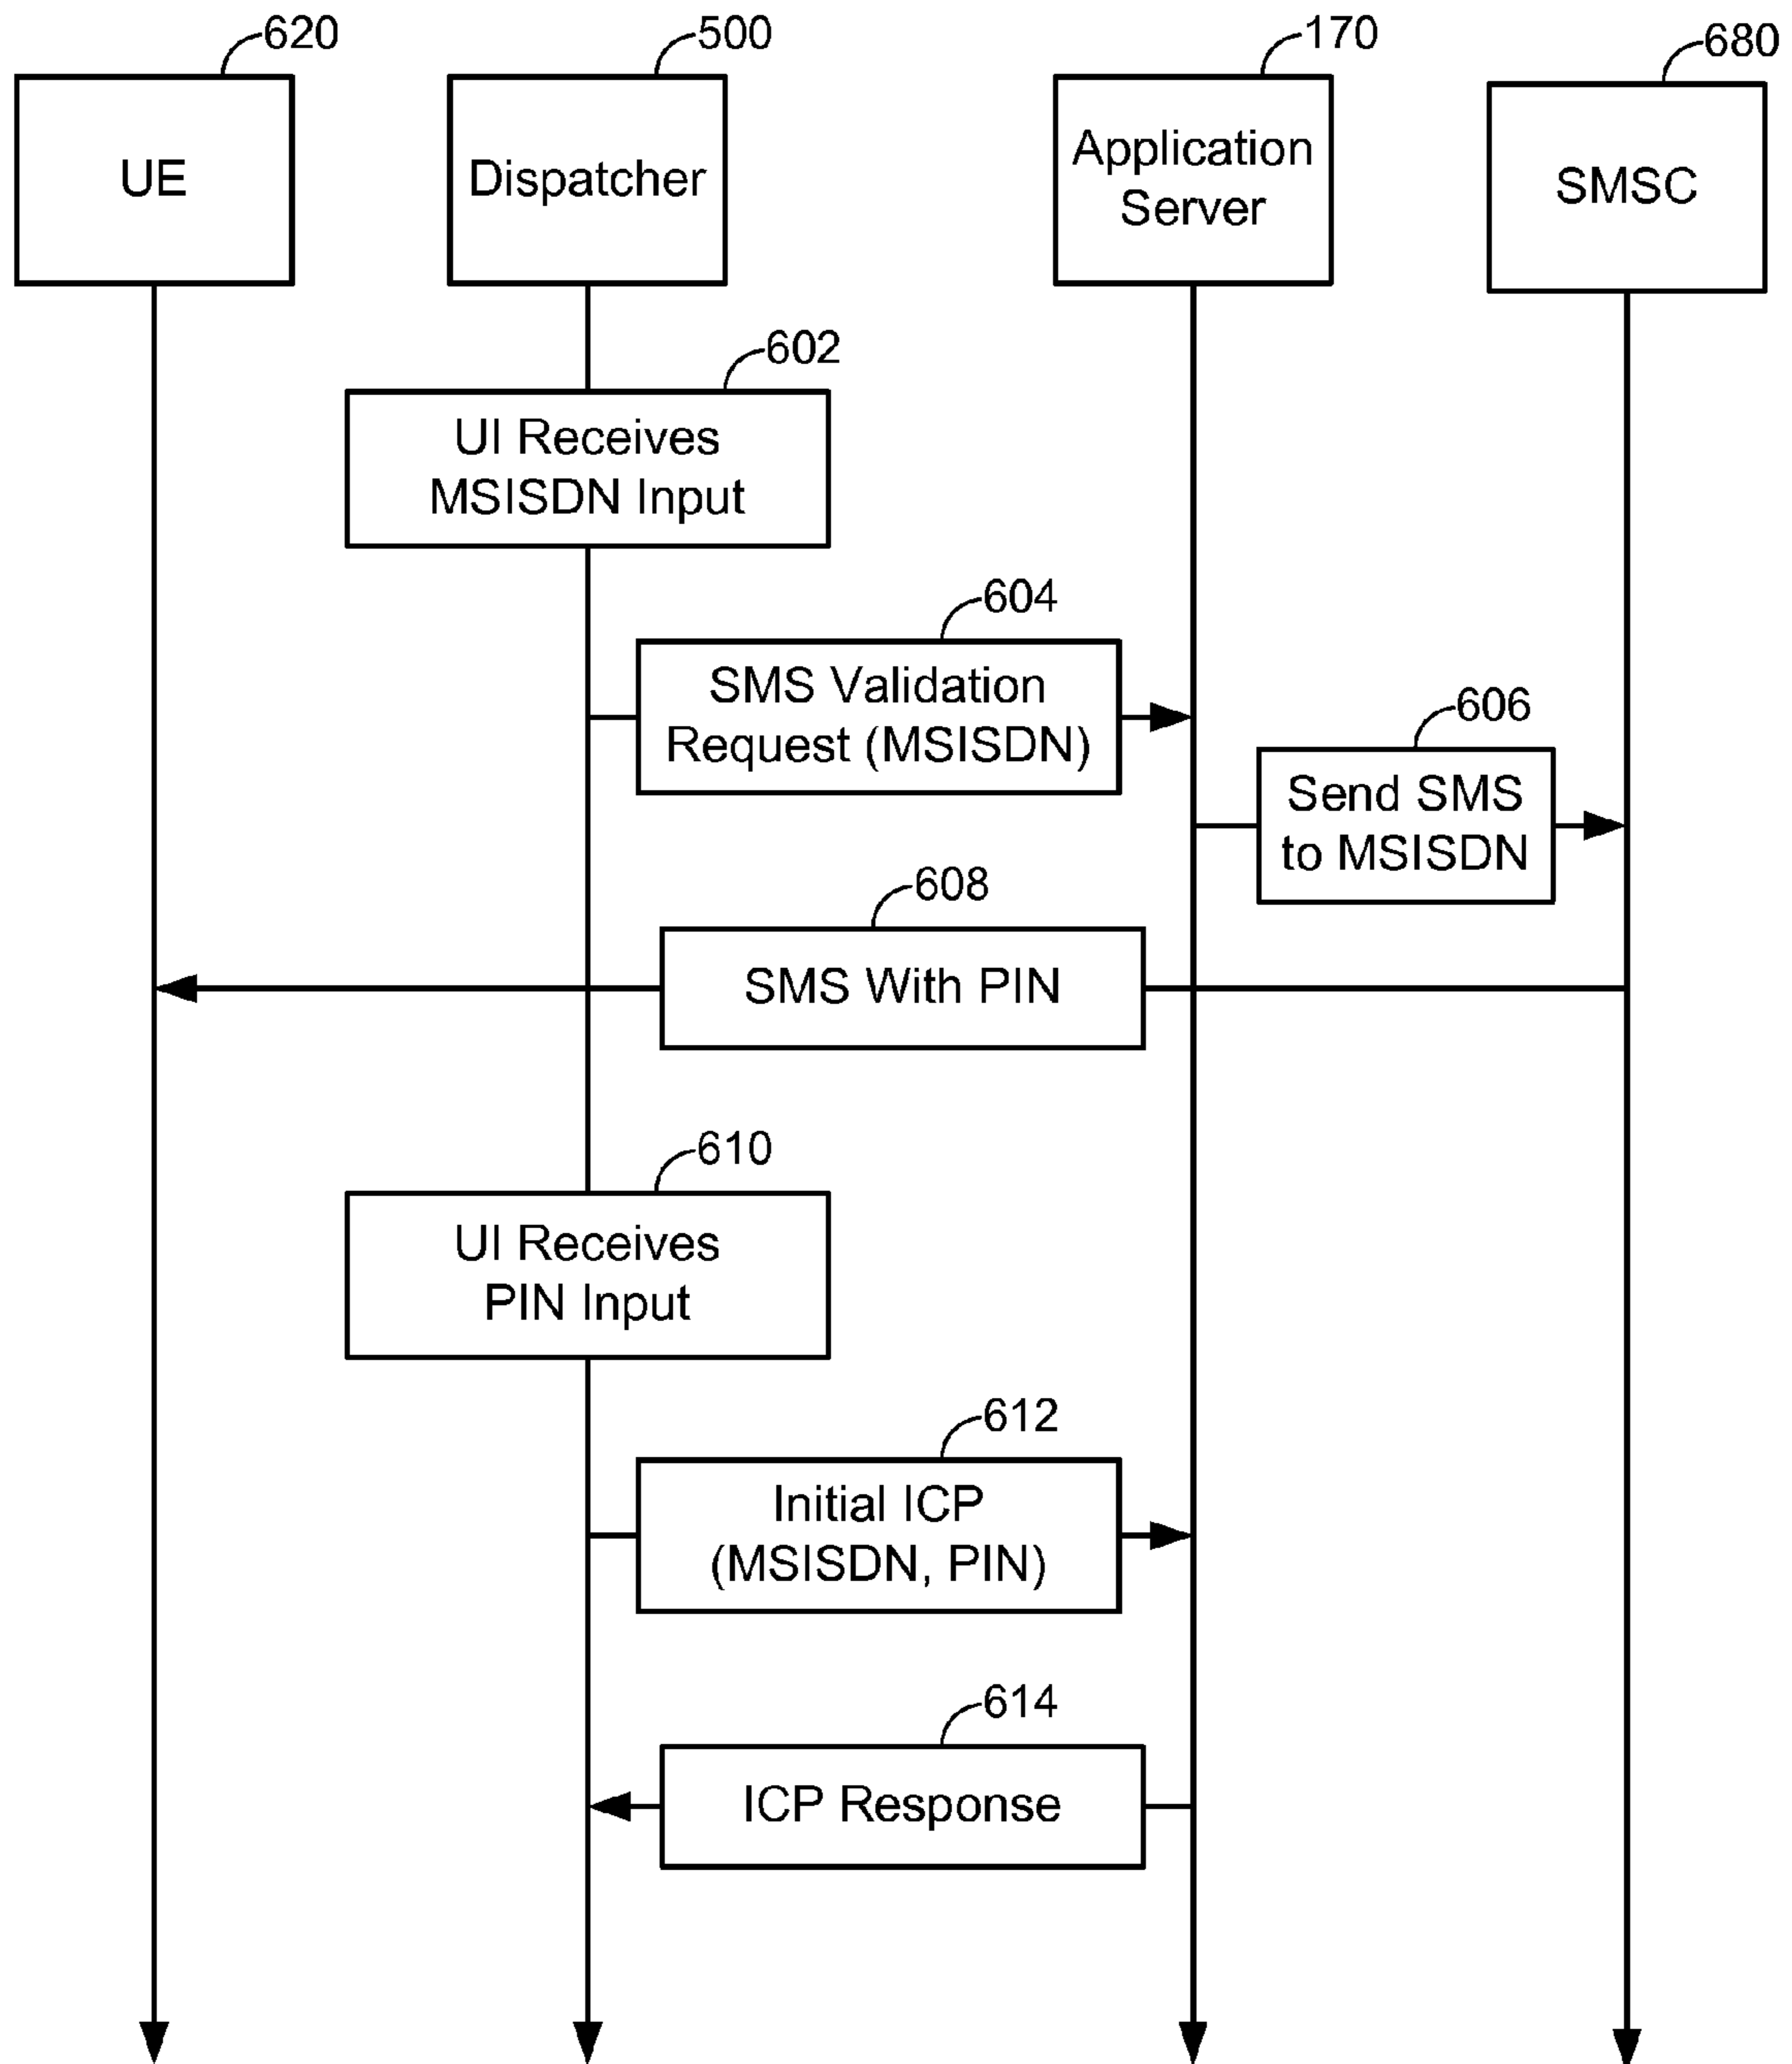 620
500
170
680
UE
Dispatcher
Application
Server
SMSC
602
UI Receives
MSISDN Input
604
SMS Validation
Request (MSISDN)
606
Send SMS
to MSISDN
608
SMS With PIN
610
UI Receives
PIN Input
612
Initial ICP
(MSISDN, PIN)
614
ICP Response